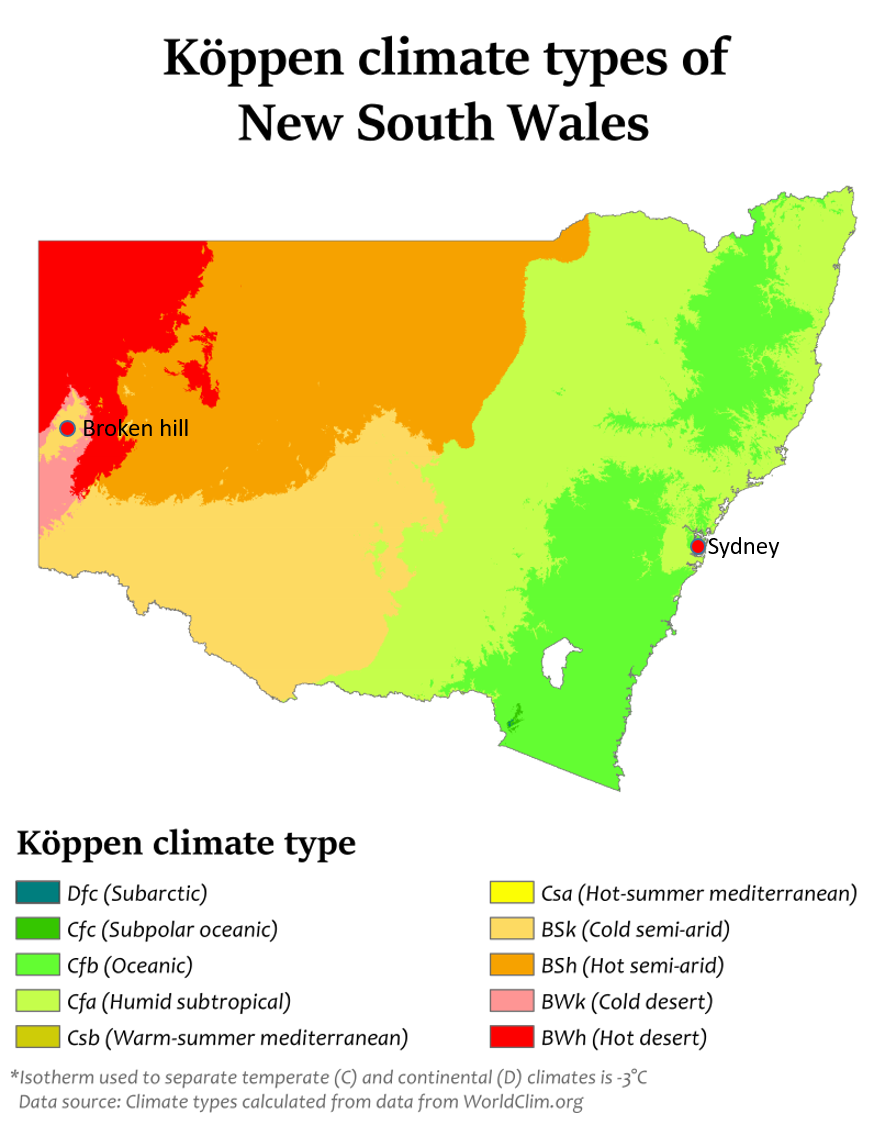 Köppen climate types of
New South Wales
Broken hill
Sydney
Köppen climate type
Dfc (Subarctic)
Cfc (Subpolar oceanic)
Cfb (Oceanic)
Cfa (Humid subtropical)
Csb (Warm-summer mediterranean)
Csa (Hot-summer mediterranean)
BSk (Cold semi-arid)
BSh (Hot semi-arid)
BWk (Cold desert)
BWh (Hot desert)
*Isotherm used to separate temperate (C) and continental (D) climates is -3°C
Data source: Climate types calculated from data from WorldClim.org